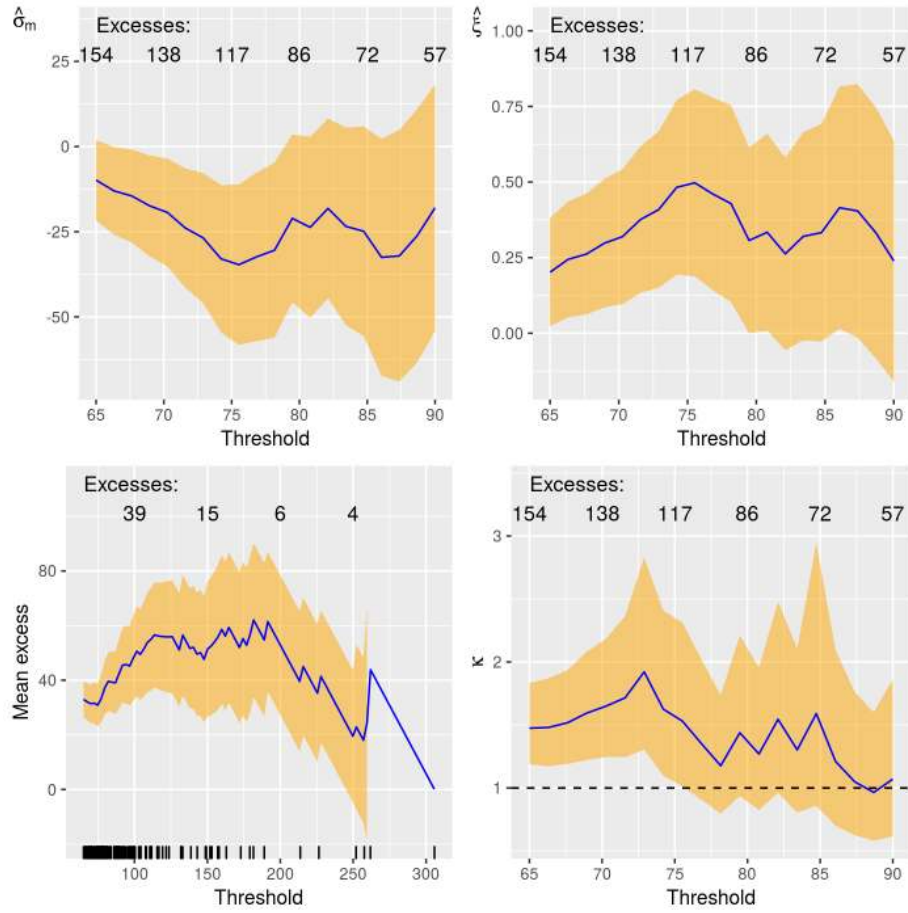 σ̂m
Excesses:
154 138 117 86 72 57
25
0
-25
-50
65 70 75 80 85 90
Threshold
ξ̂
Excesses:
154 138 117 86 72 57
1.00
0.75
0.50
0.25
0.00
65 70 75 80 85 90
Threshold
Excesses:
39 15 6 4
Mean excess
80
40
0
100 150 200 250 300
Threshold
Excesses:
154 138 117 86 72 57
κ
3
2
1
65 70 75 80 85 90
Threshold